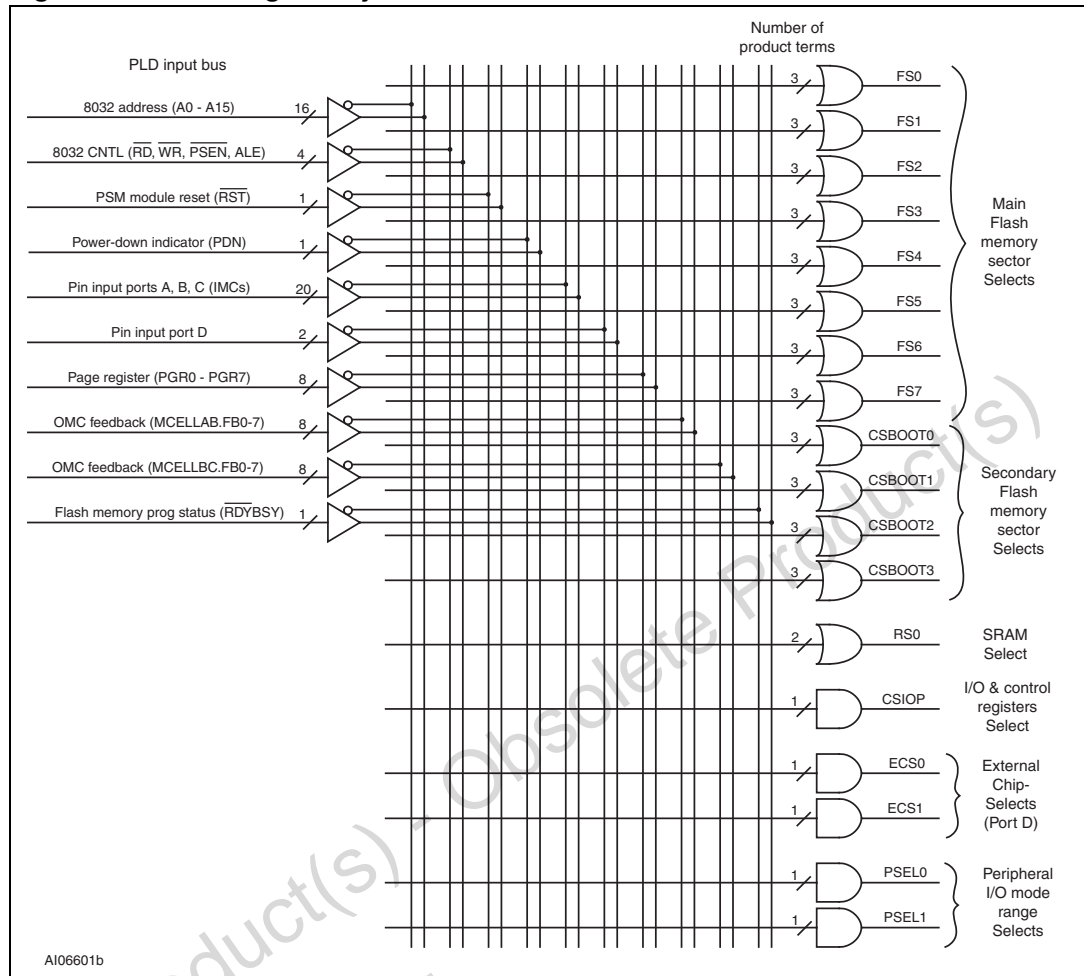 Number of
product terms
PLD input bus
8032 address (A0 - A15) 16
8032 CNTL (RD, WR, PSEN, ALE) 4
PSM module reset (RST) 1
Power-down indicator (PDN) 1
Pin input ports A, B, C (IMCs) 20
Pin input port D 2
Page register (PGR0 - PGR7) 8
OMC feedback (MCELLAB.FB0-7) 8
OMC feedback (MCELLBC.FB0-7) 8
Flash memory prog status (RDYBSY) 1
3 FS0
3 FS1
3 FS2
3 FS3
3 FS4
3 FS5
3 FS6
3 FS7
Main
Flash
memory
sector
Selects
3 CSBOOT0
3 CSBOOT1
3 CSBOOT2
3 CSBOOT3
Secondary
Flash
memory
sector
Selects
2 RS0
SRAM
Select
1 CSIOP
I/O & control
registers
Select
1 ECS0
1 ECS1
External
Chip-
Selects
(Port D)
1 PSEL0
1 PSEL1
Peripheral
I/O mode
range
Selects
AI06601b
Product(s) - Obsolete Product(s)